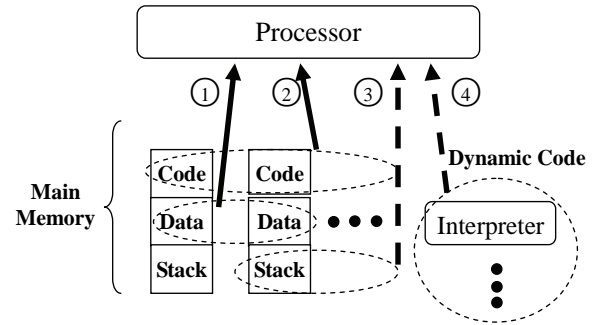 Processor
① ② ③ ④
Dynamic Code
Code Code
Main
Memory
Data Data
Interpreter
Stack Stack